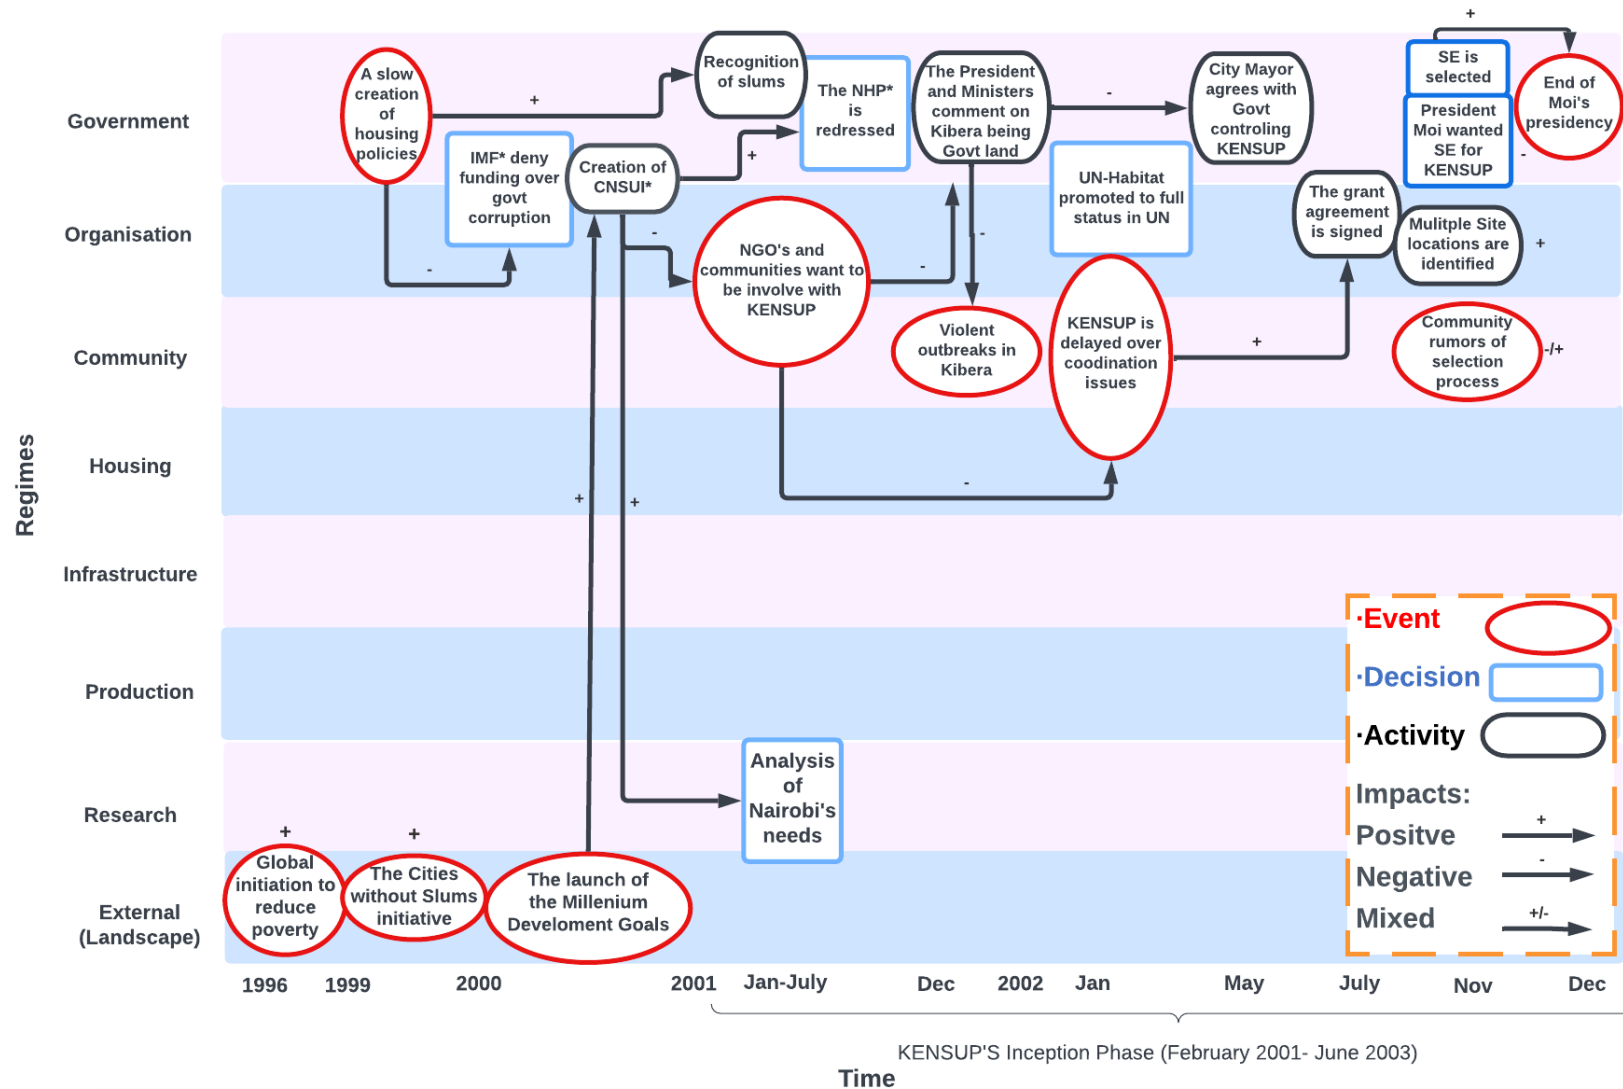 Regimes
Government
Organisation
Community
Housing
Infrastructure
Production
Research
External
(Landscape)
A slow
creation
of
housing
policies
+
-
IMF* deny
funding over
govt
corruption
Creation of
CNSUI*
+
-
+
+
Recognition
of slums
The NHP*
is
redressed
NGO's and
communities want to
be involve with
KENSUP
-
-
The President
and Ministers
comment on
Kibera being
Govt land
-
-
Violent
outbreaks in
Kibera
UN-Habitat
promoted to full
status in UN
KENSUP is
delayed over
coodination
issues
+
City Mayor
agrees with
Govt
controling
KENSUP
The grant
agreement
is signed
+
SE is
selected
President
Moi wanted
SE for
KENSUP
-
End of
Moi's
presidency
Mulitple Site
locations are
identified
+
Community
rumors of
selection
process
-/+
Analysis
of
Nairobi's
needs
+
Global
initiation to
reduce
poverty
+
The Cities
without Slums
initiative
The launch of
the Millenium
Develoment Goals
·Event
·Decision
·Activity
Impacts:
Positve
+
Negative
-
Mixed
+/-
1996 1999 2000 2001 Jan-July Dec 2002 Jan May July Nov Dec
KENSUP'S Inception Phase (February 2001- June 2003)
Time